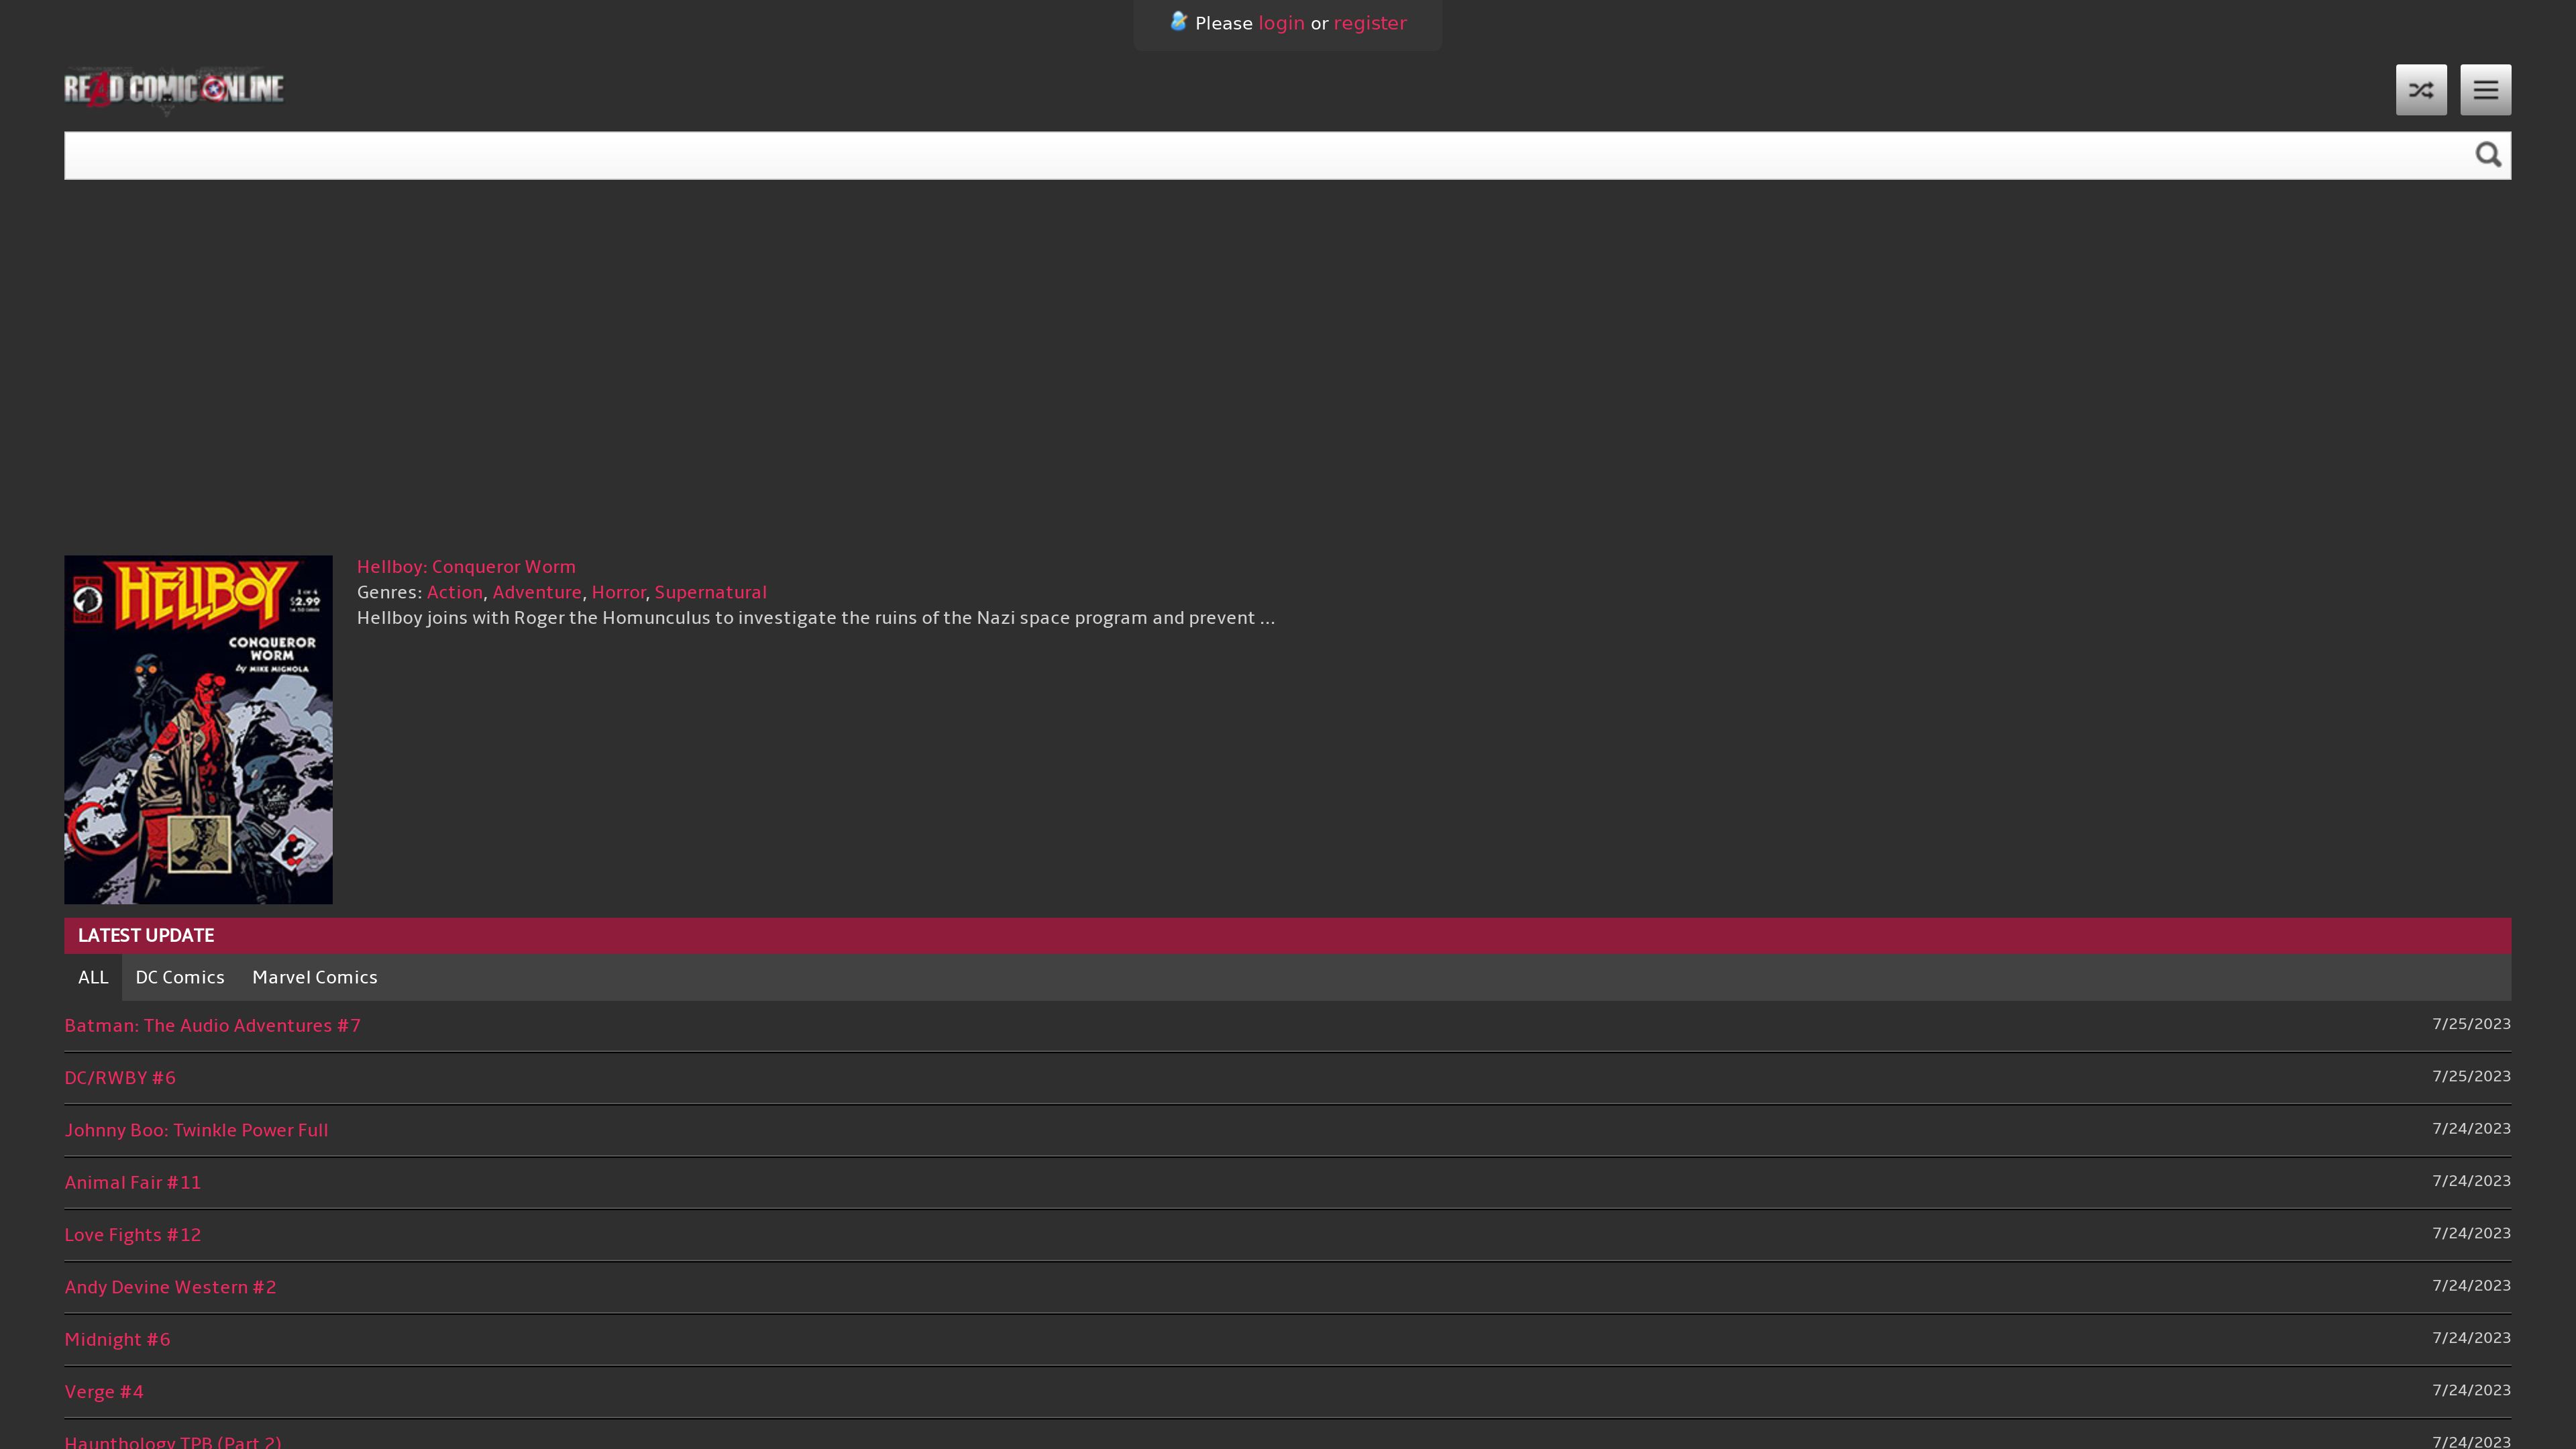 Please login or register
READ COMIC ONLINE
HELLBOY
1 of 4
$2.99
CONQUEROR
WORM
by MIKE MIGNOLA
Hellboy: Conqueror Worm
Genres: Action, Adventure, Horror, Supernatural
Hellboy joins with Roger the Homunculus to investigate the ruins of the Nazi space program and prevent ...
LATEST UPDATE
ALL DC Comics Marvel Comics
Batman: The Audio Adventures #7 7/25/2023
DC/RWBY #6 7/25/2023
Johnny Boo: Twinkle Power Full 7/24/2023
Animal Fair #11 7/24/2023
Love Fights #12 7/24/2023
Andy Devine Western #2 7/24/2023
Midnight #6 7/24/2023
Verge #4 7/24/2023
Haunthology TPB (Part 2) 7/24/2023